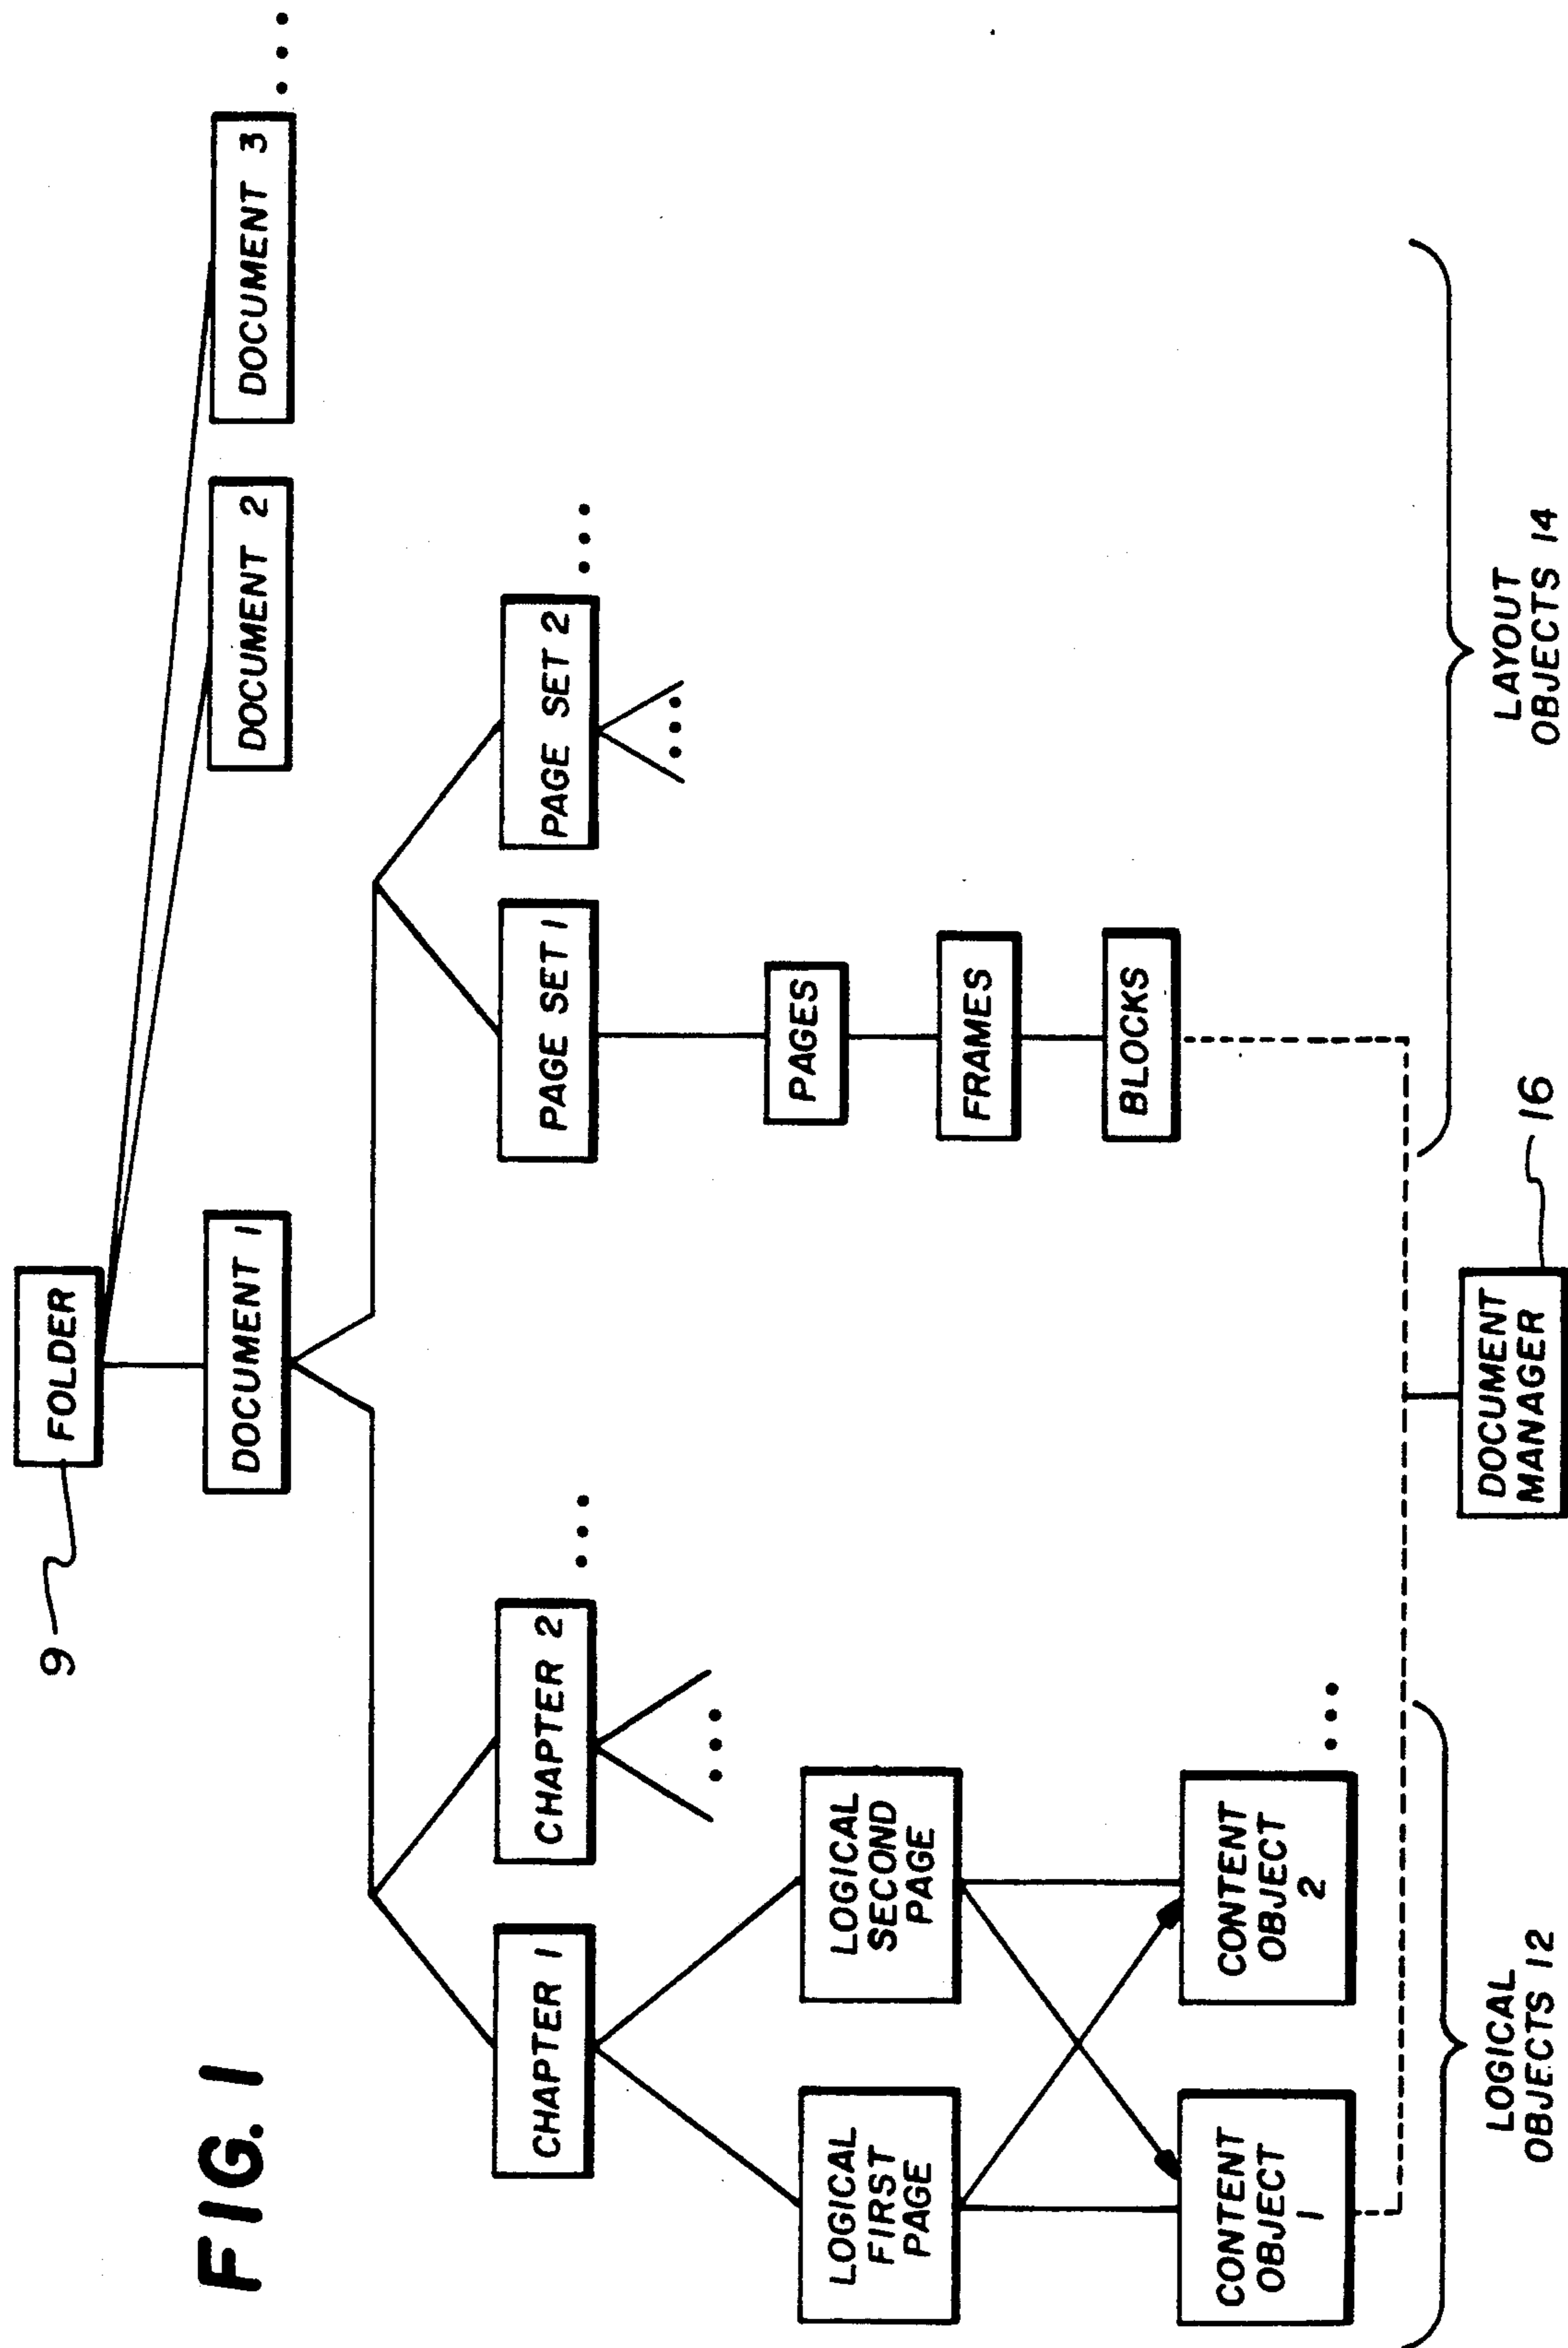 FIG. 1
9
FOLDER
DOCUMENT 1
DOCUMENT 2
DOCUMENT 3
...
CHAPTER 1
CHAPTER 2
...
PAGE SET 1
PAGE SET 2
...
...
...
LOGICAL
FIRST
PAGE
LOGICAL
SECOND
PAGE
PAGES
FRAMES
BLOCKS
CONTENT
OBJECT
1
CONTENT
OBJECT
2
...
LOGICAL
OBJECTS 12
DOCUMENT
MANAGER
16
LAYOUT
OBJECTS 14